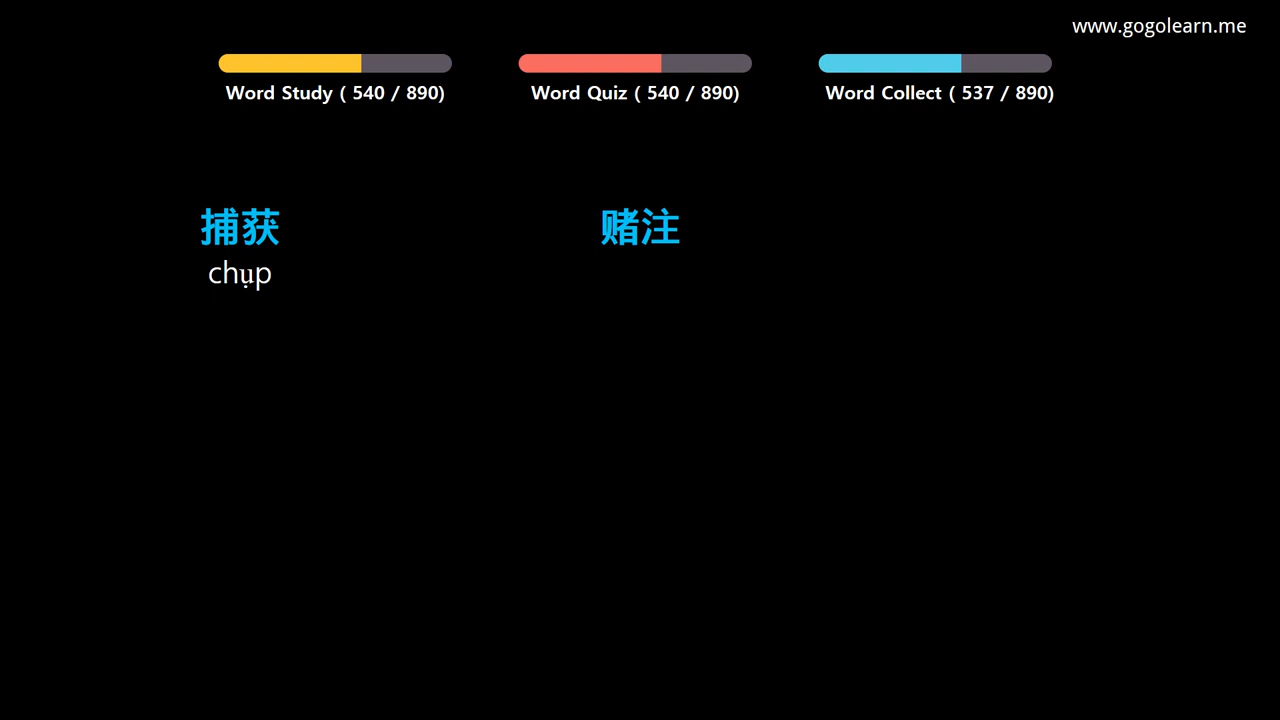 www.gogolearn.me
Word Study ( 540 / 890)
Word Quiz ( 540 / 890)
Word Collect ( 537 / 890)
捕获
赌注
chụp